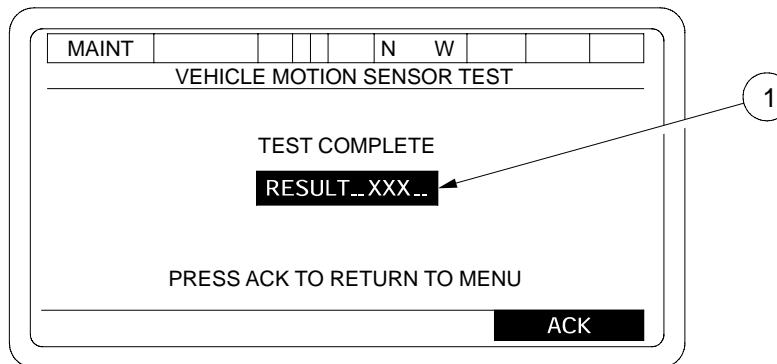 MAINT N W
VEHICLE MOTION SENSOR TEST
1
TEST COMPLETE
RESULT_XXX_
PRESS ACK TO RETURN TO MENU
ACK